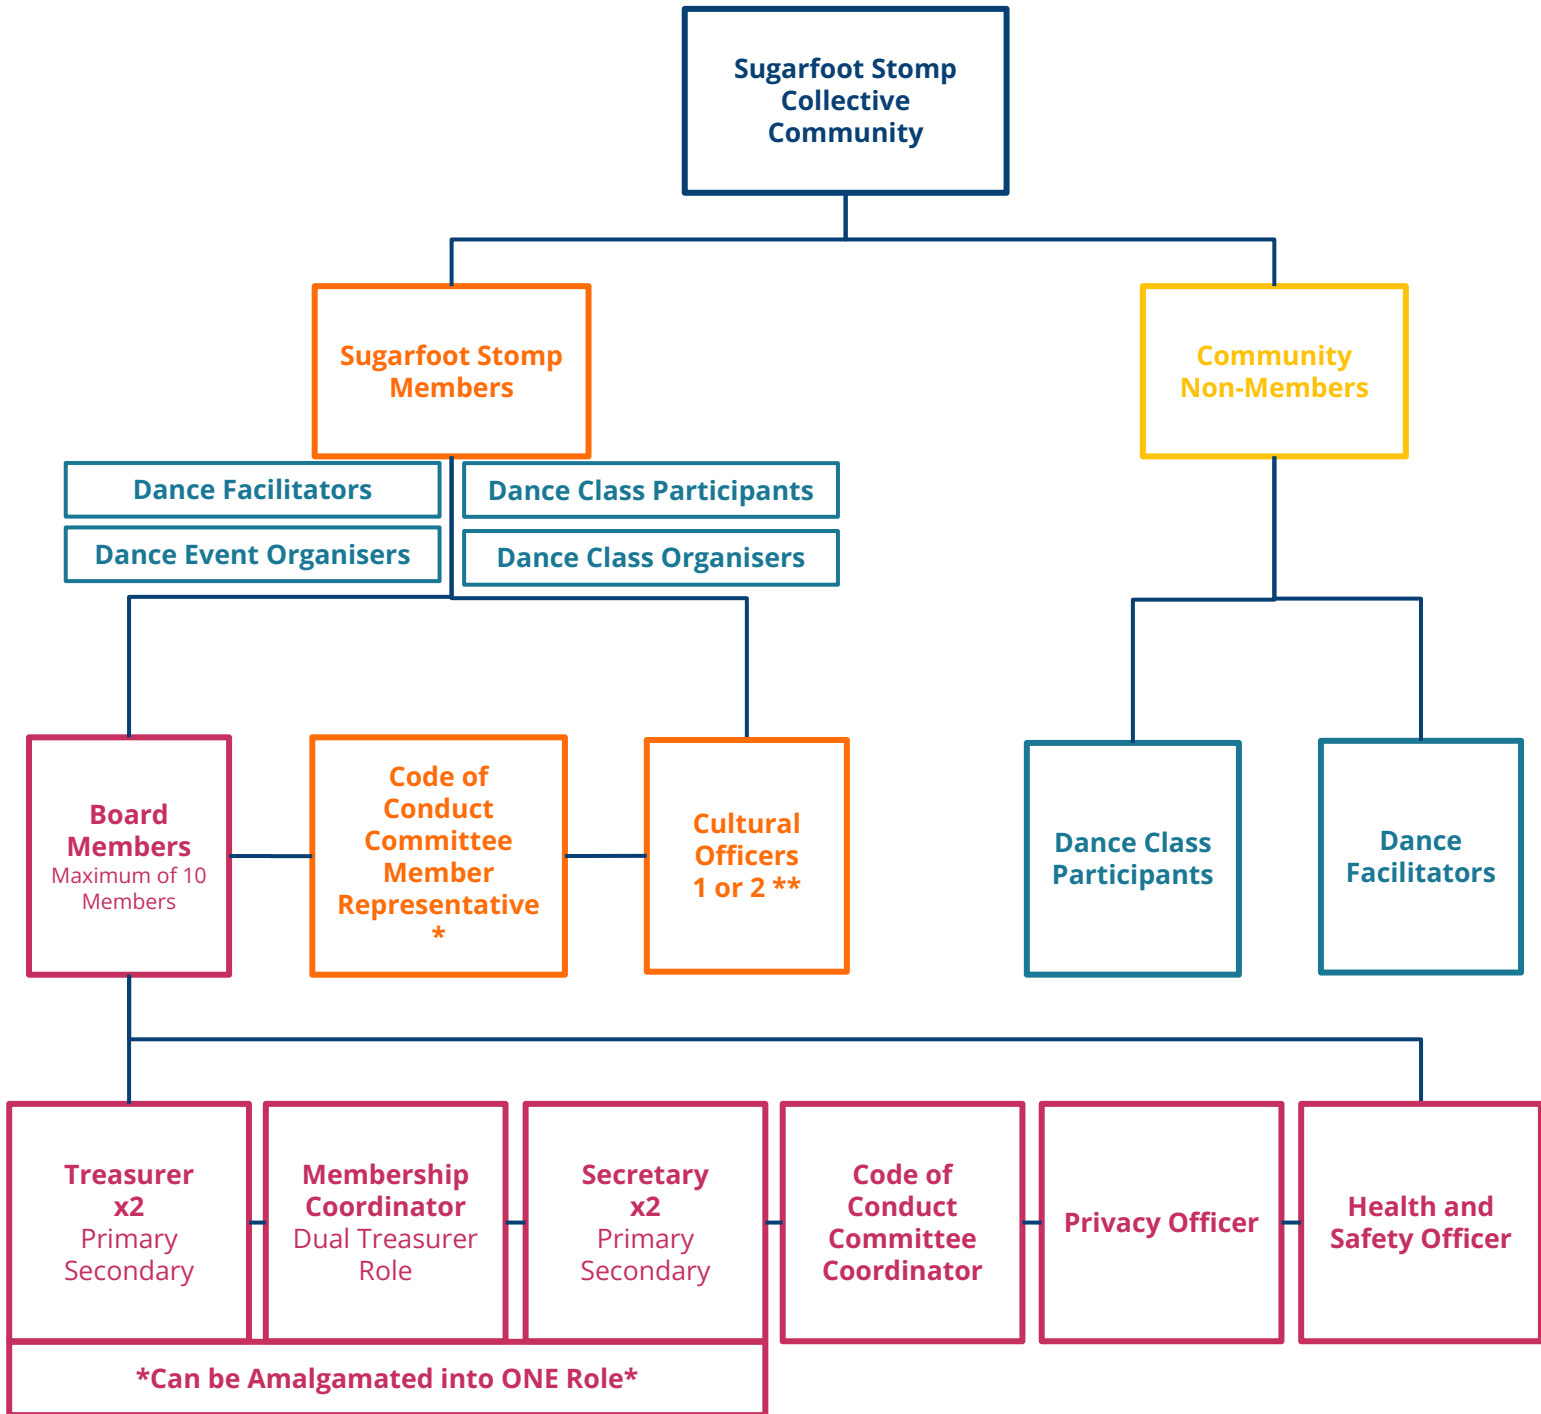 Sugarfoot Stomp
Collective
Community
Sugarfoot Stomp
Members
Community
Non-Members
Dance Facilitators
Dance Class Participants
Dance Event Organisers
Dance Class Organisers
Board
Members
Maximum of 10
Members
Code of
Conduct
Committee
Member
Representative
*
Cultural
Officers
1 or 2 **
Dance Class
Participants
Dance
Facilitators
Treasurer
x2
Primary
Secondary
Membership
Coordinator
Dual Treasurer
Role
Secretary
x2
Primary
Secondary
Code of
Conduct
Committee
Coordinator
Privacy Officer
Health and
Safety Officer
*Can be Amalgamated into ONE Role*